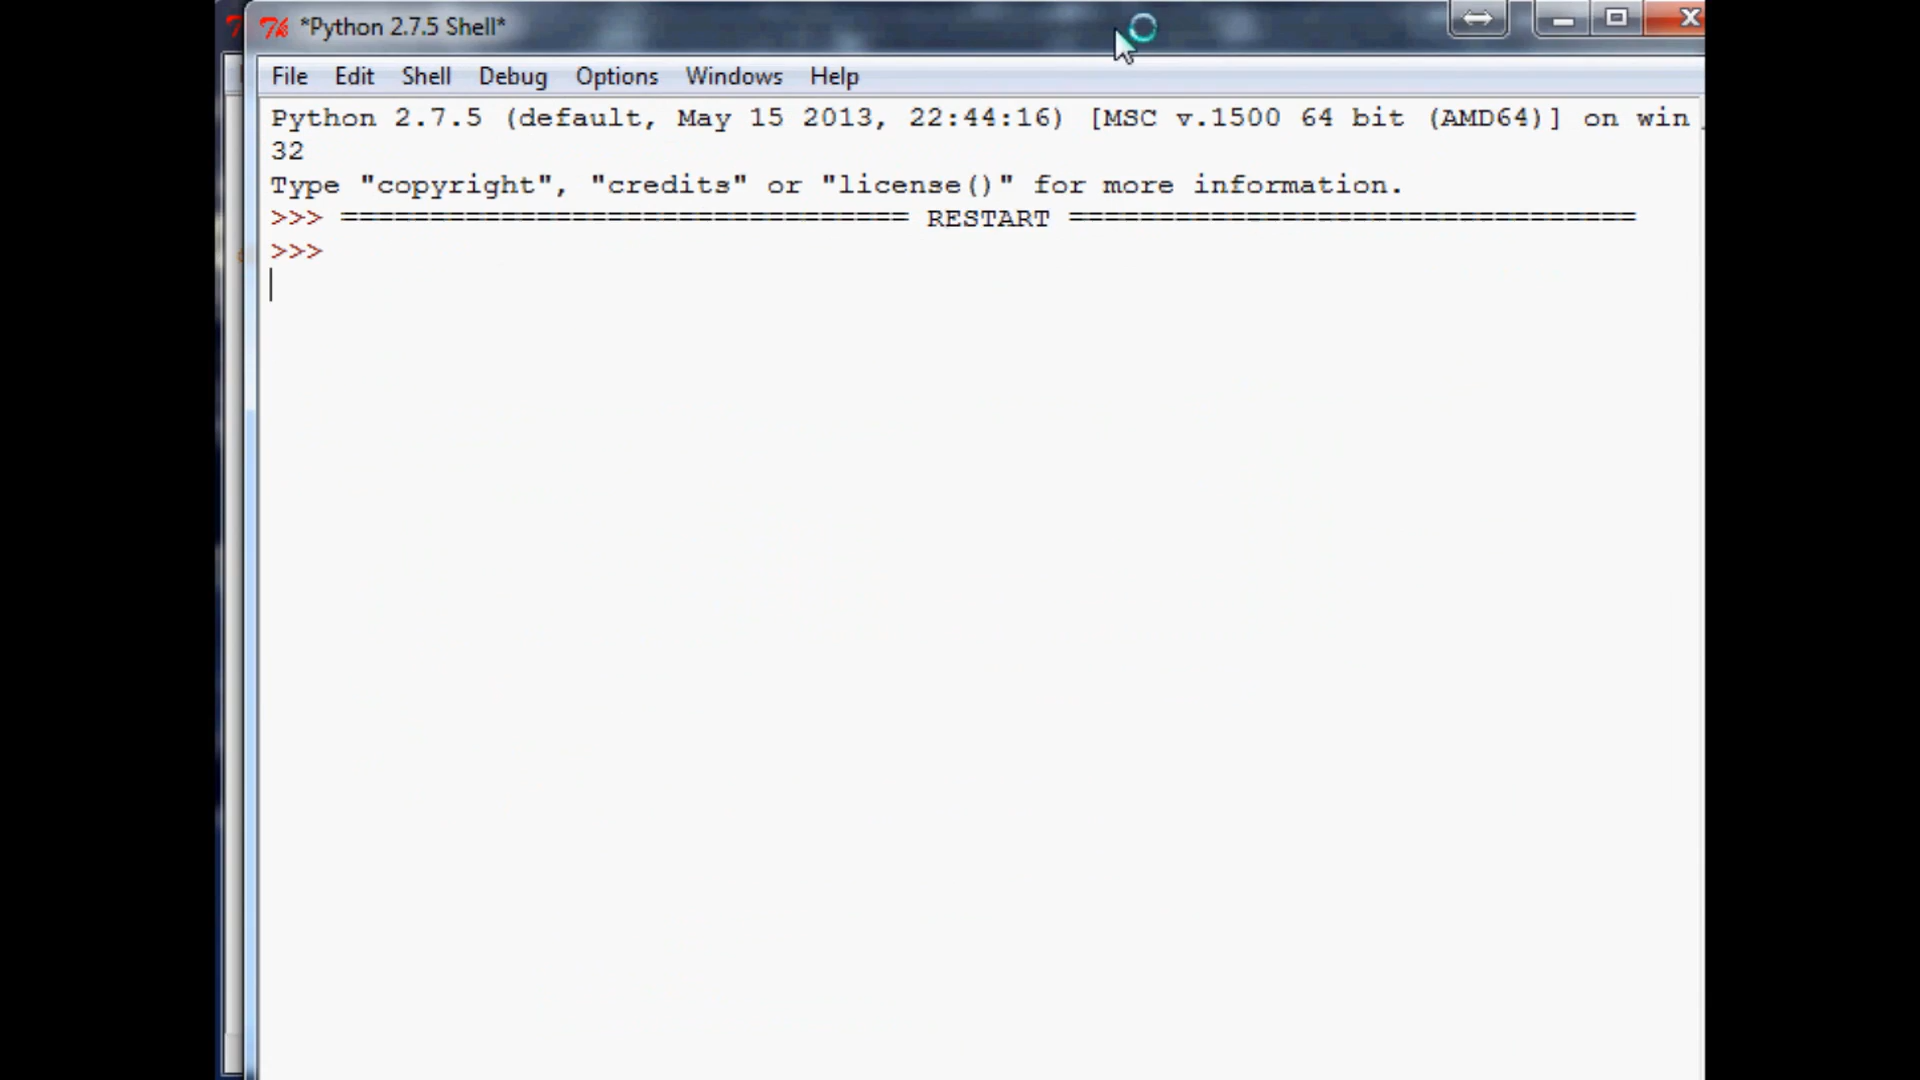 *Python 2.7.5 Shell*
File Edit Shell Debug Options Windows Help
Python 2.7.5 (default, May 15 2013, 22:44:16) [MSC v.1500 64 bit (AMD64)] on win
32
Type "copyright", "credits" or "license()" for more information.
>>> ================================ RESTART ================================
>>>